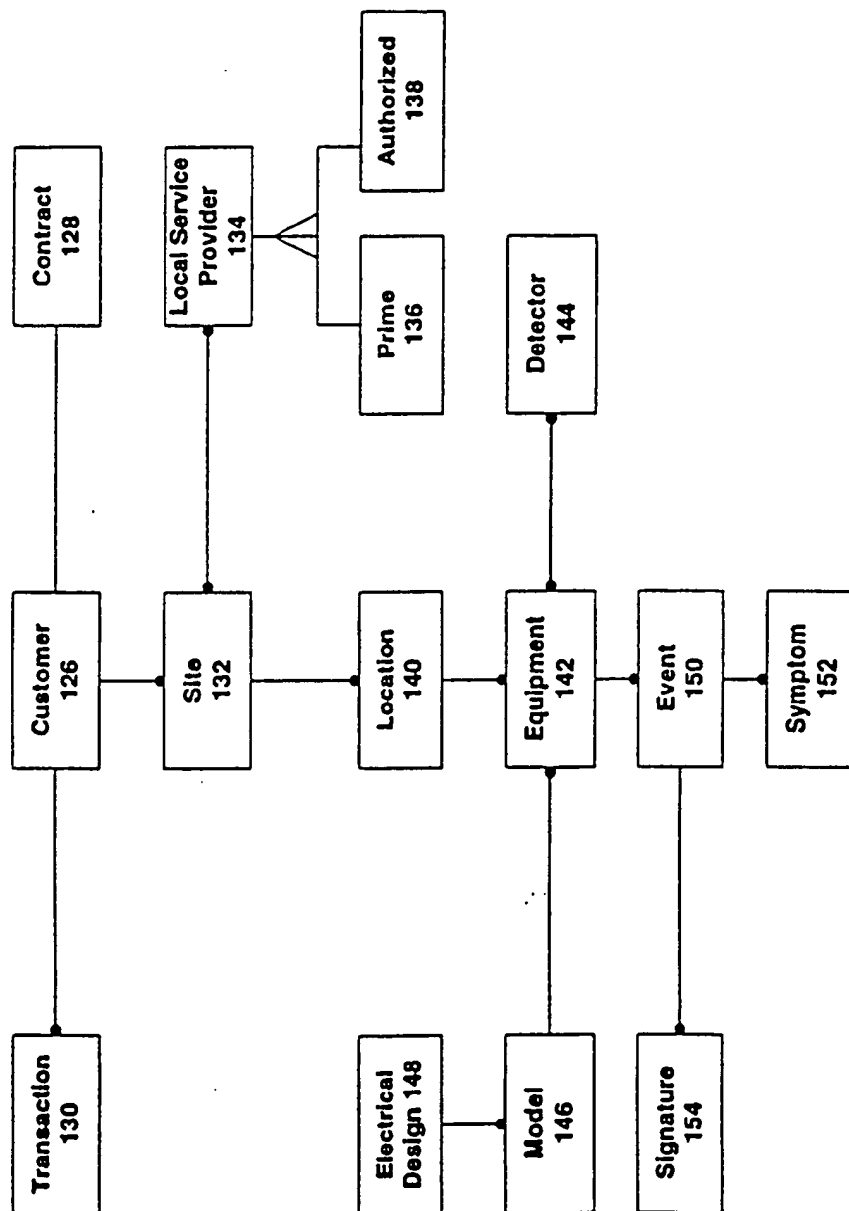 Transaction
130
Customer
126
Contract
128
Site
132
Local Service
Provider
134
Prime
136
Authorized
138
Location
140
Electrical
Design 148
Model
146
Equipment
142
Detector
144
Signature
154
Event
150
Symptom
152